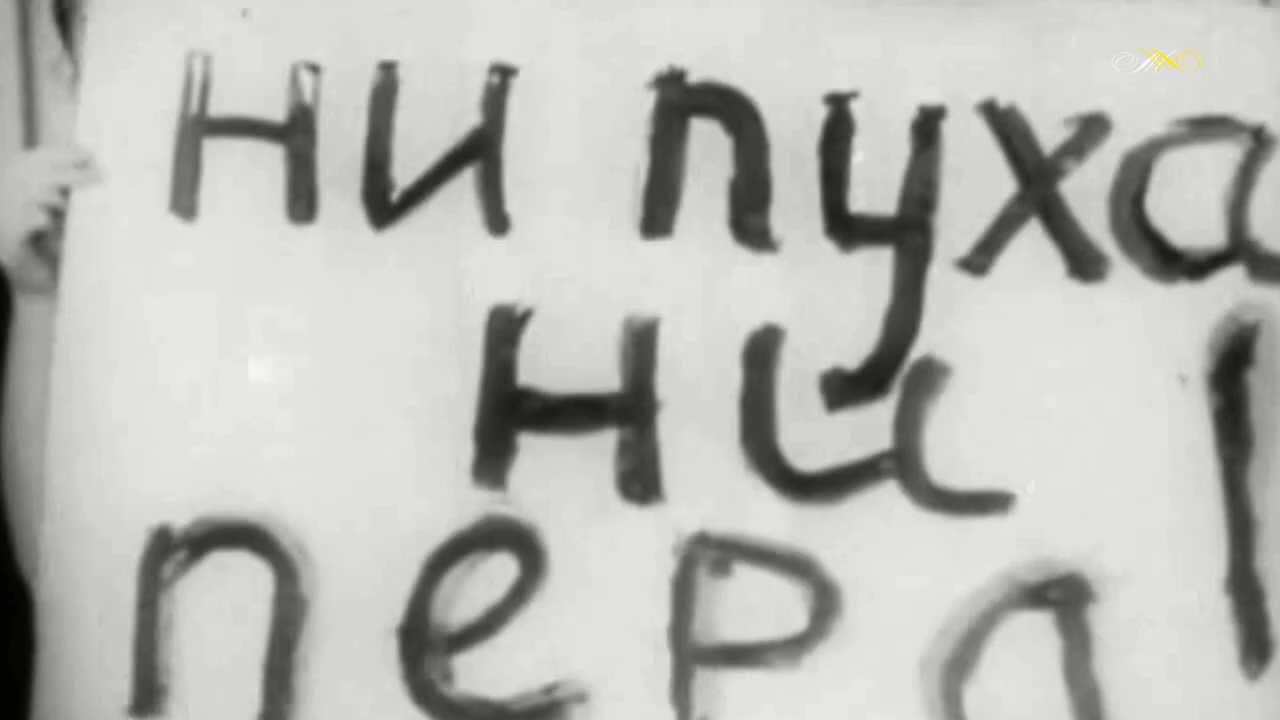 ни пуха
ни
пера!